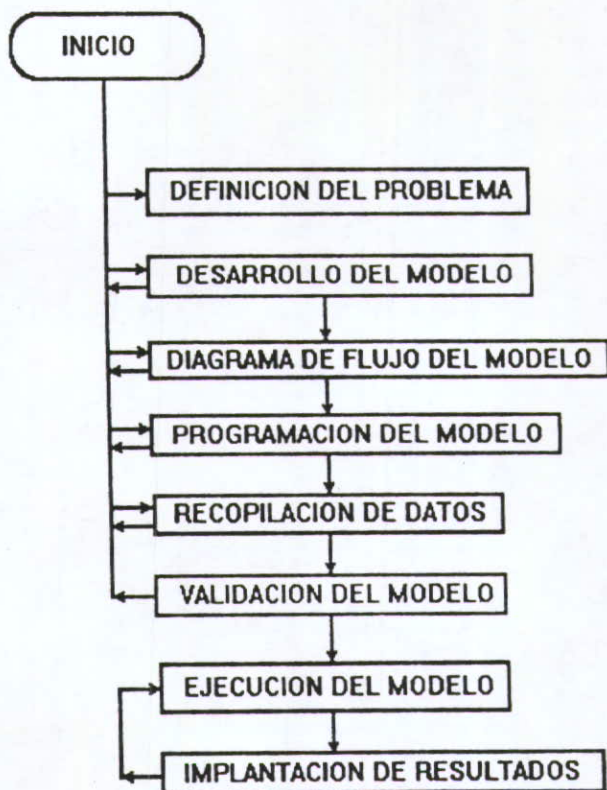 INICIO
DEFINICION DEL PROBLEMA
DESARROLLO DEL MODELO
DIAGRAMA DE FLUJO DEL MODELO
PROGRAMACION DEL MODELO
RECOPILACION DE DATOS
VALIDACION DEL MODELO
EJECUCION DEL MODELO
IMPLANTACION DE RESULTADOS